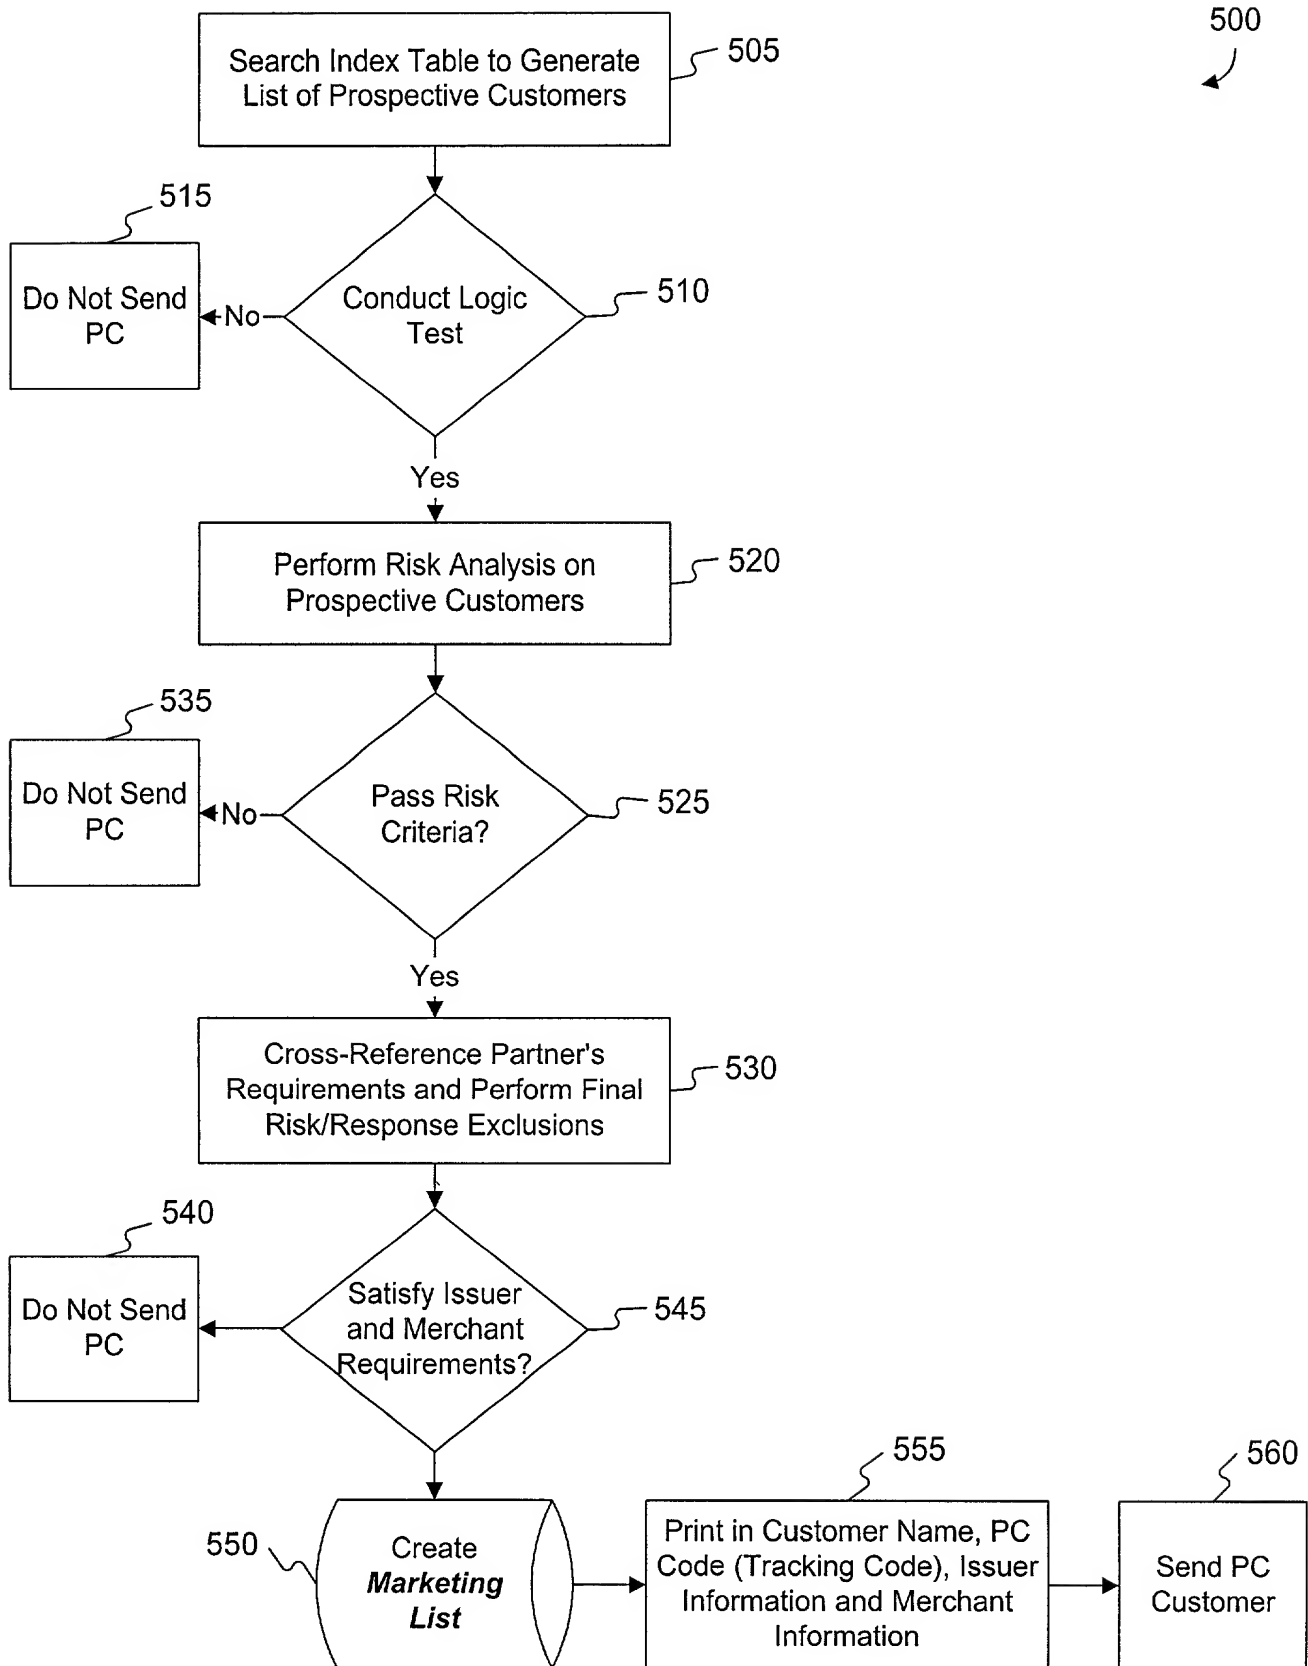 500
Search Index Table to Generate
List of Prospective Customers
505
515
Do Not Send
PC
No
Conduct Logic
Test
510
Yes
Perform Risk Analysis on
Prospective Customers
520
535
Do Not Send
PC
No
Pass Risk
Criteria?
525
Yes
Cross-Reference Partner's
Requirements and Perform Final
Risk/Response Exclusions
530
540
Do Not Send
PC
Satisfy Issuer
and Merchant
Requirements?
545
550
Create
Marketing
List
555
Print in Customer Name, PC
Code (Tracking Code), Issuer
Information and Merchant
Information
560
Send PC
Customer